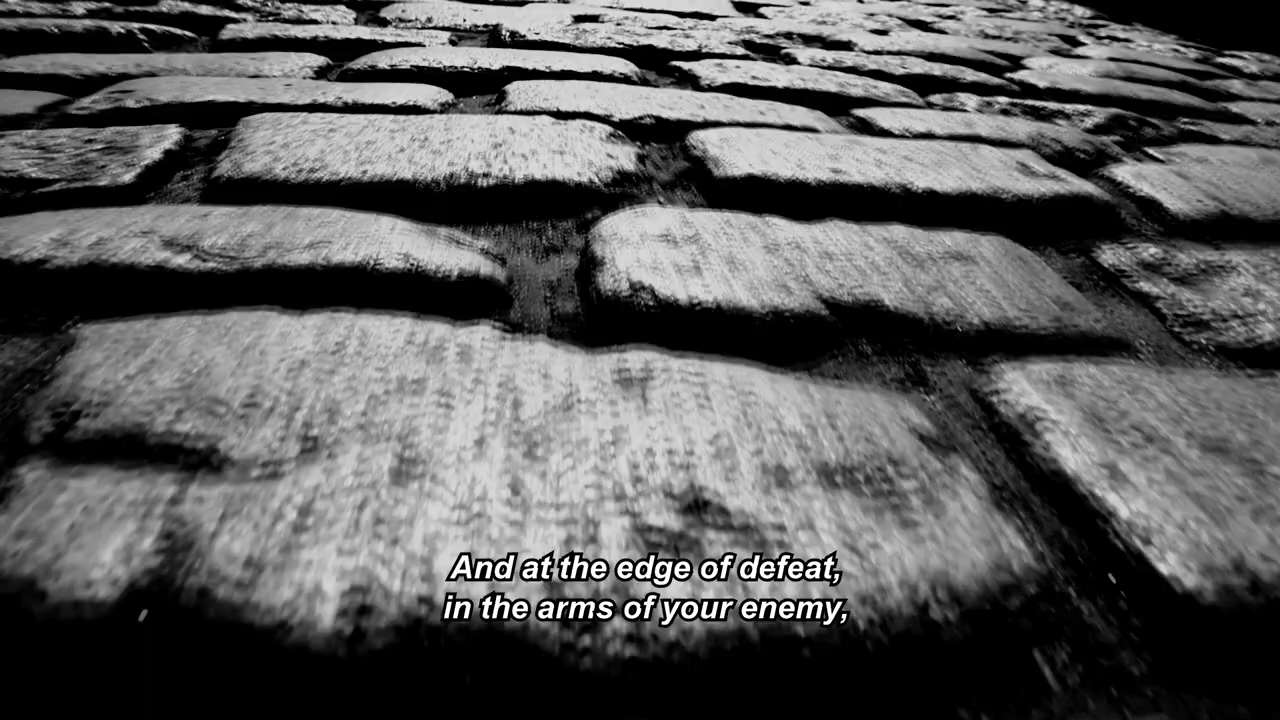 And at the edge of defeat,
in the arms of your enemy,